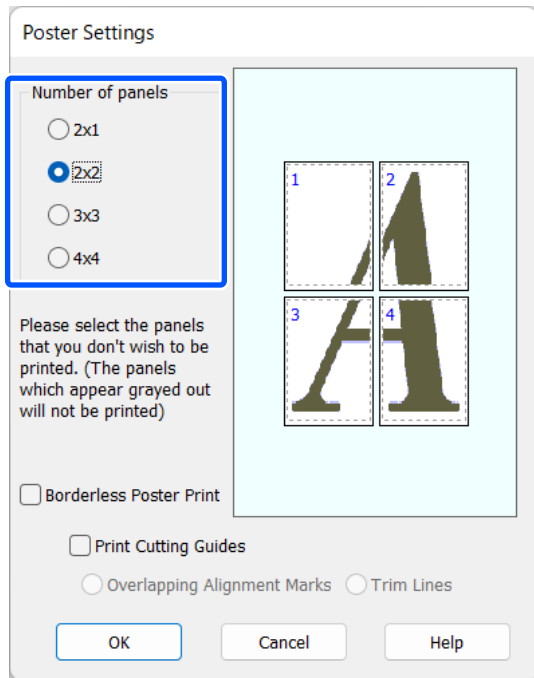 Poster Settings
Number of panels
2x1
2x2
3x3
4x4
1
2
3
4
Please select the panels
that you don't wish to be
printed. (The panels
which appear grayed out
will not be printed)
Borderless Poster Print
Print Cutting Guides
Overlapping Alignment Marks
Trim Lines
OK
Cancel
Help
A